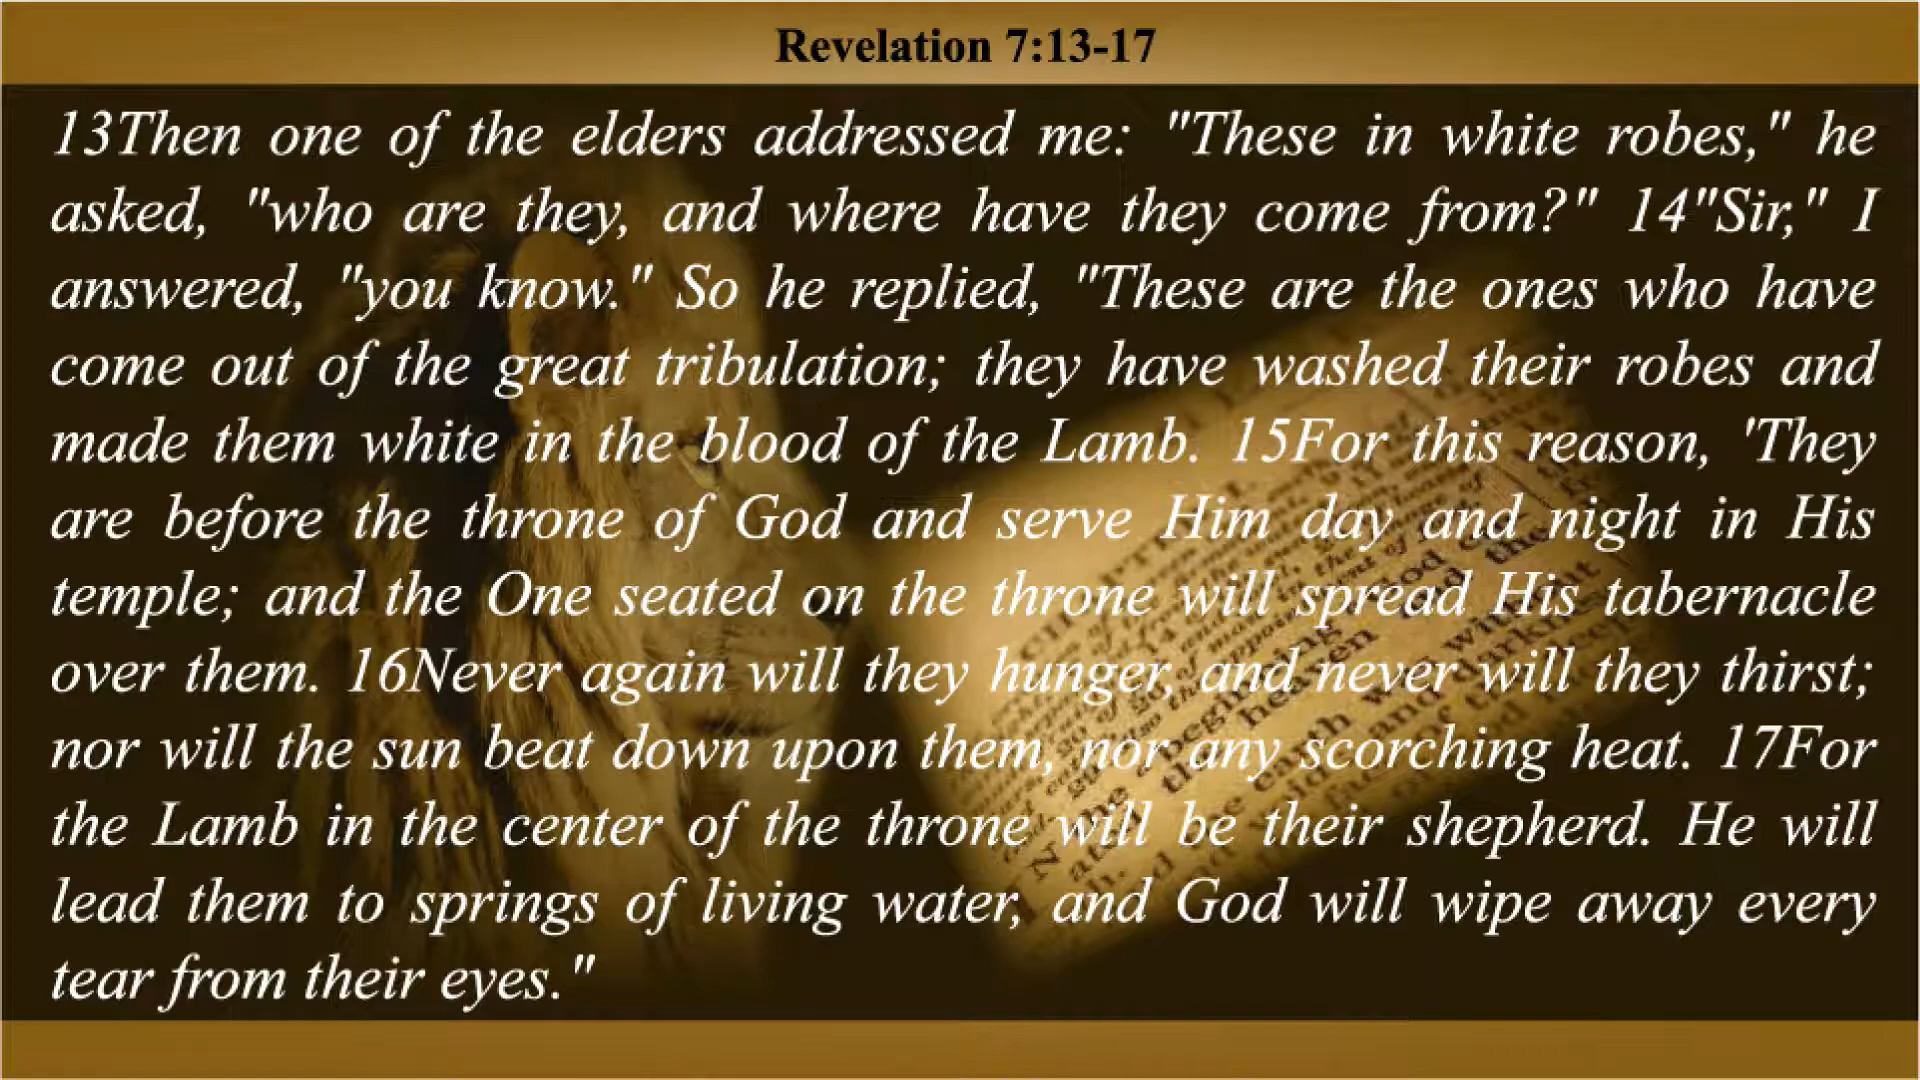 Revelation 7:13-17
13Then one of the elders addressed me: "These in white robes," he
asked, "who are they, and where have they come from?" 14"Sir," I
answered, "you know." So he replied, "These are the ones who have
come out of the great tribulation; they have washed their robes and
made them white in the blood of the Lamb. 15For this reason, 'They
are before the throne of God and serve Him day and night in His
temple; and the One seated on the throne will spread His tabernacle
over them. 16Never again will they hunger, and never will they thirst;
nor will the sun beat down upon them, nor any scorching heat. 17For
the Lamb in the center of the throne will be their shepherd. He will
lead them to springs of living water, and God will wipe away every
tear from their eyes."